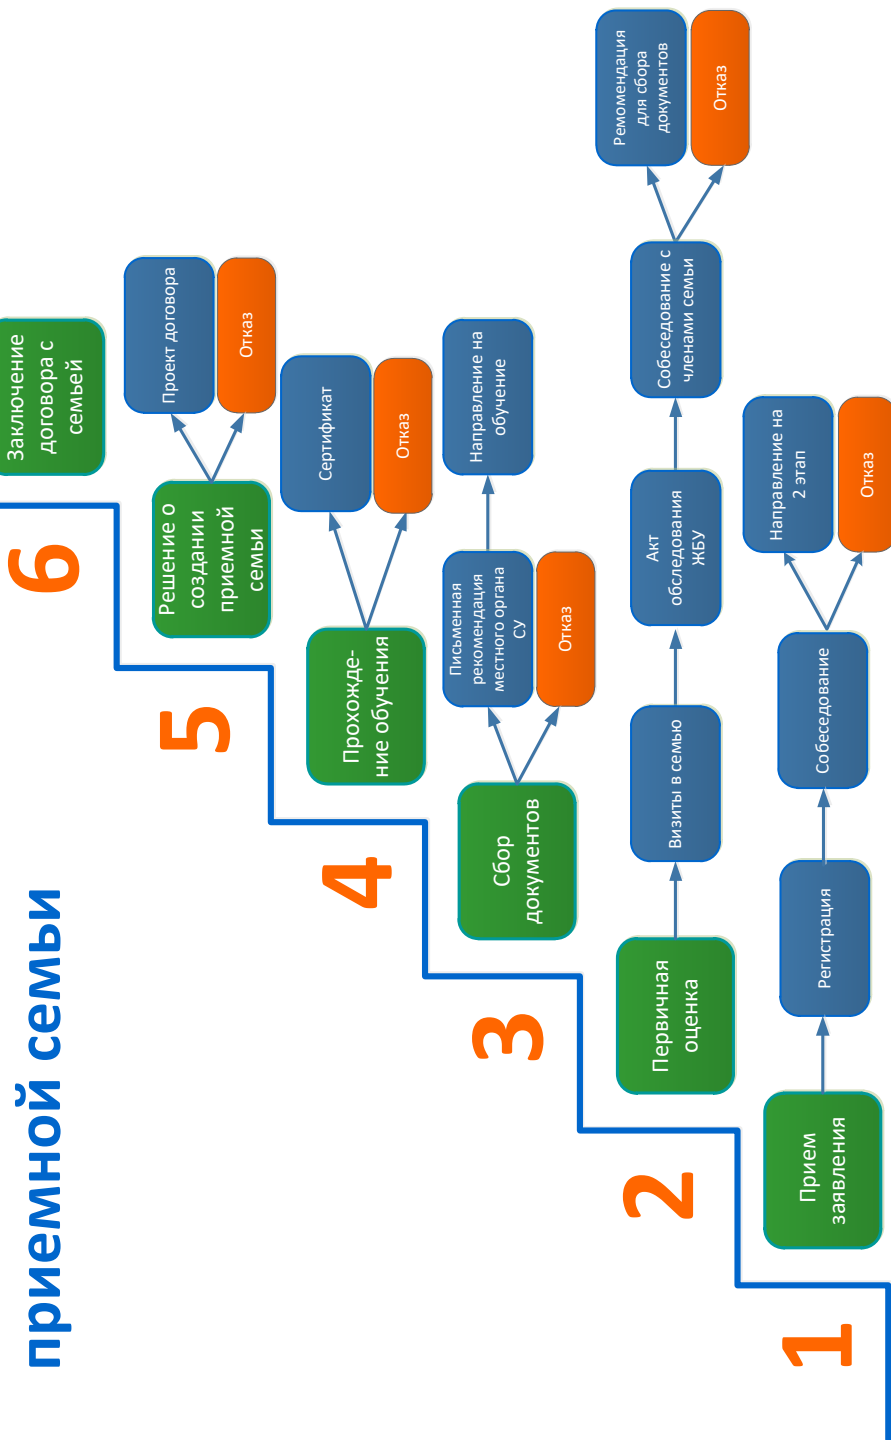 приемной семьи
6
Заключение
договора с
семьей
5
Решение о
создании
приемной
семьи
Проект договора
Отказ
4
Прохожде-
ние обучения
Сертификат
Отказ
3
Сбор
документов
Письменная
рекомендация
местного органа
СУ
Отказ
Направление на
обучение
2
Первичная
оценка
Визиты в семью
Акт
обследования
ЖБУ
Собеседование с
членами семьи
Ремомендация
для сбора
документов
Отказ
1
Прием
заявления
Регистрация
Собеседование
Направление на
2 этап
Отказ